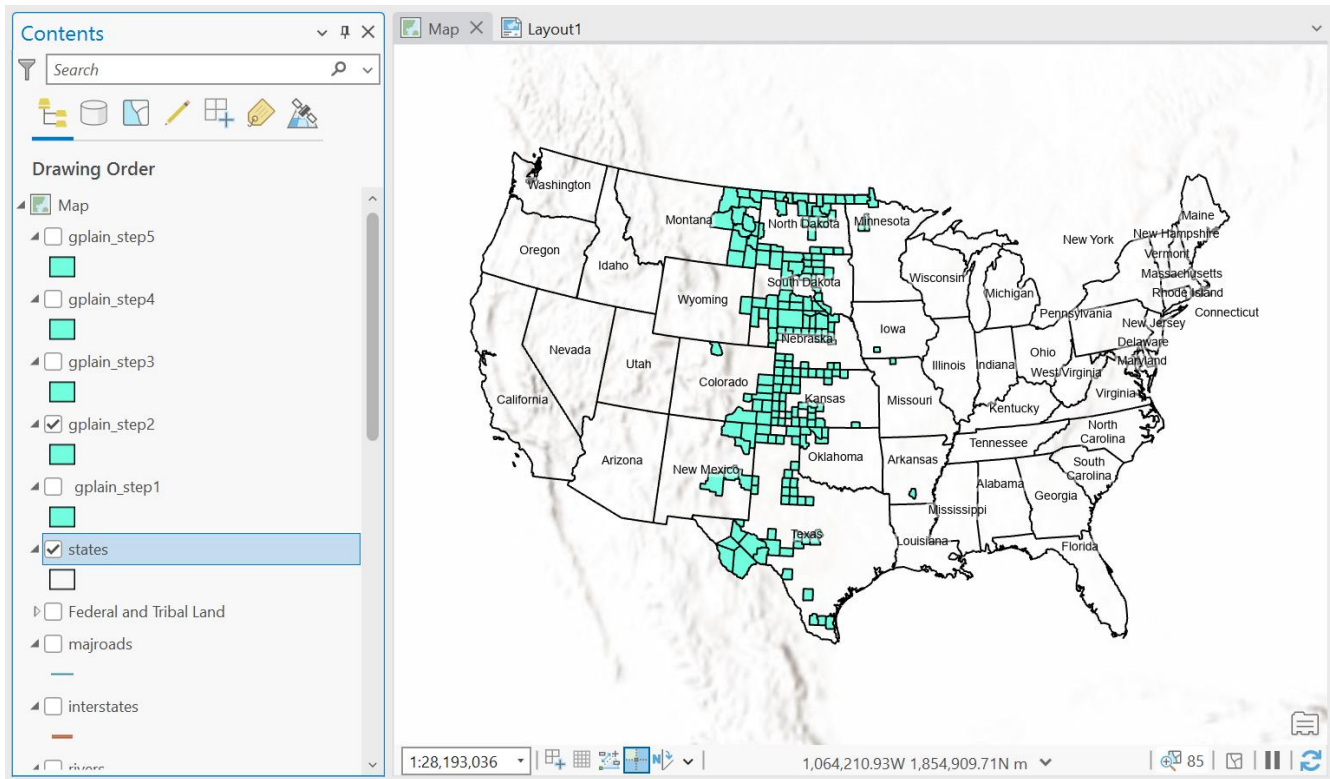 Contents
Search
Drawing Order
Map
gplain_step5
gplain_step4
gplain_step3
gplain_step2
gplain_step1
states
Federal and Tribal Land
majroads
interstates
rivers
Map
Layout1
Washington
Montana
North Dakota
Minnesota
Maine
New York
New Hampshire
Vermont
Oregon
Idaho
South Dakota
Wisconsin
Michigan
Massachusetts
Rhode Island
Connecticut
Wyoming
Pennsylvania
New Jersey
Iowa
Nebraska
Delaware
Maryland
Nevada
Utah
Colorado
Illinois
Indiana
Ohio
West Virginia
Virginia
California
Kansas
Missouri
Kentucky
North
Carolina
Tennessee
Arizona
New Mexico
Oklahoma
Arkansas
South
Carolina
Alabama
Georgia
Mississippi
Texas
Louisiana
Florida
1:28,193,036
1,064,210.93W 1,854,909.71N m
85